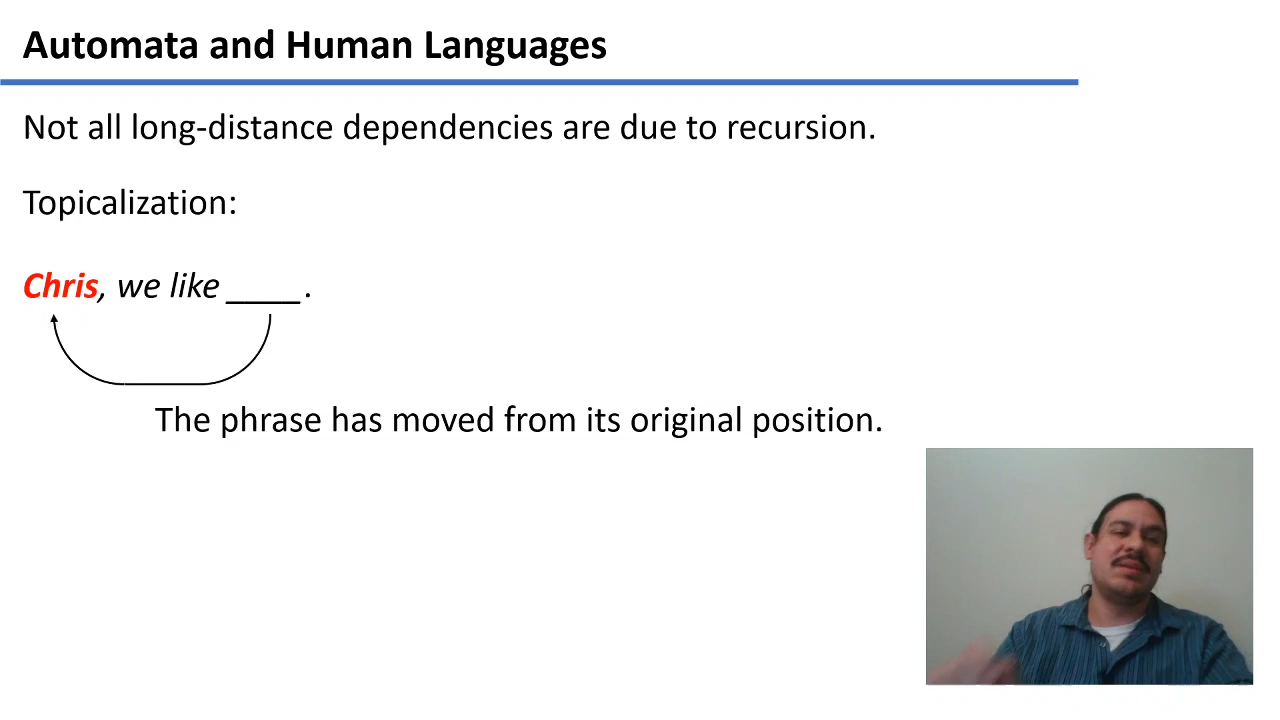 Automata and Human Languages
Not all long-distance dependencies are due to recursion.
Topicalization:
Chris, we like ____.
The phrase has moved from its original position.